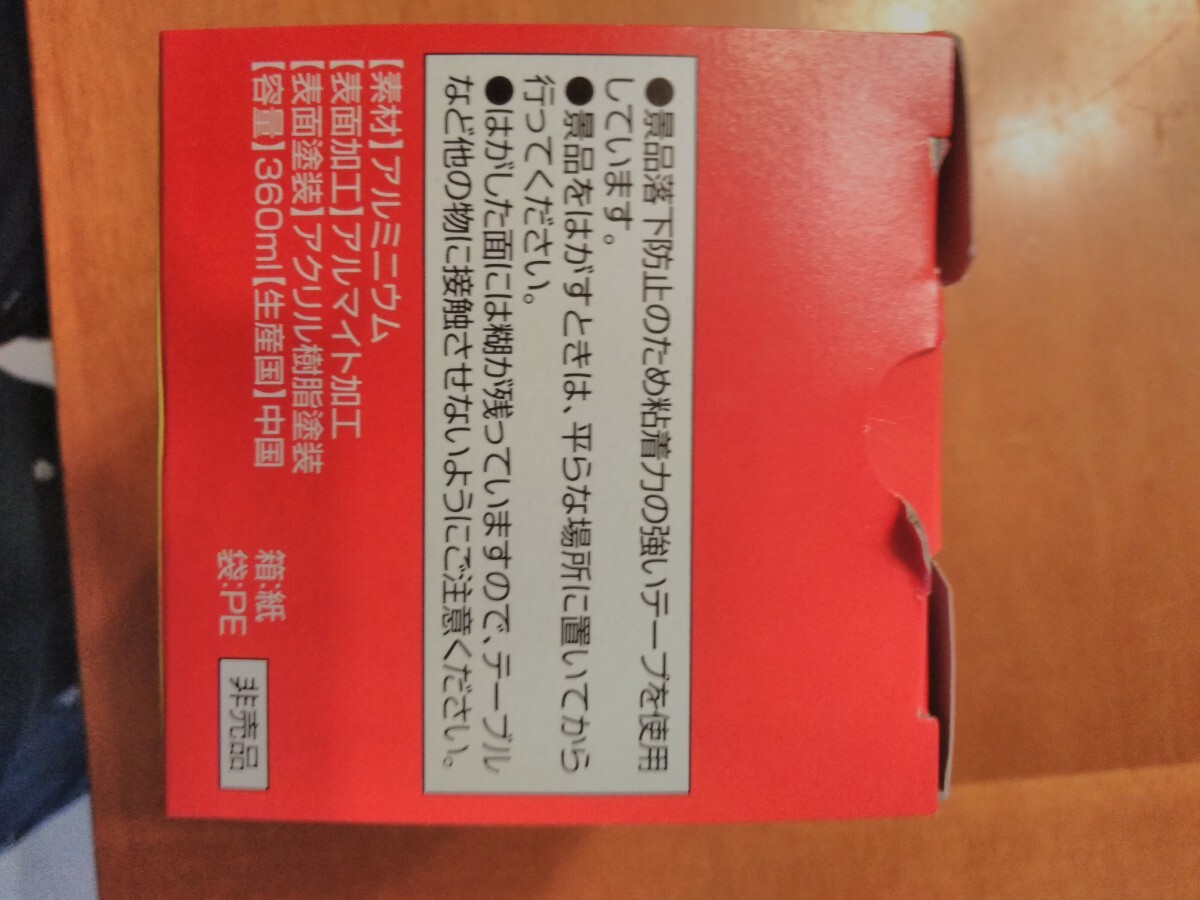 ●景品落下防止のため粘着力の強いテープを使用
しています。
●景品をはがすときは、平らな場所に置いてから
行ってください。
●はがした面には糊が残っていますので、テーブル
など他の物に接触させないようにご注意ください。
【素材】アルミニウム
【表面加工】アルマイト加工
【表面塗装】アクリル樹脂塗装
【容量】360ml【生産国】中国
箱:紙
袋:PE
非売品